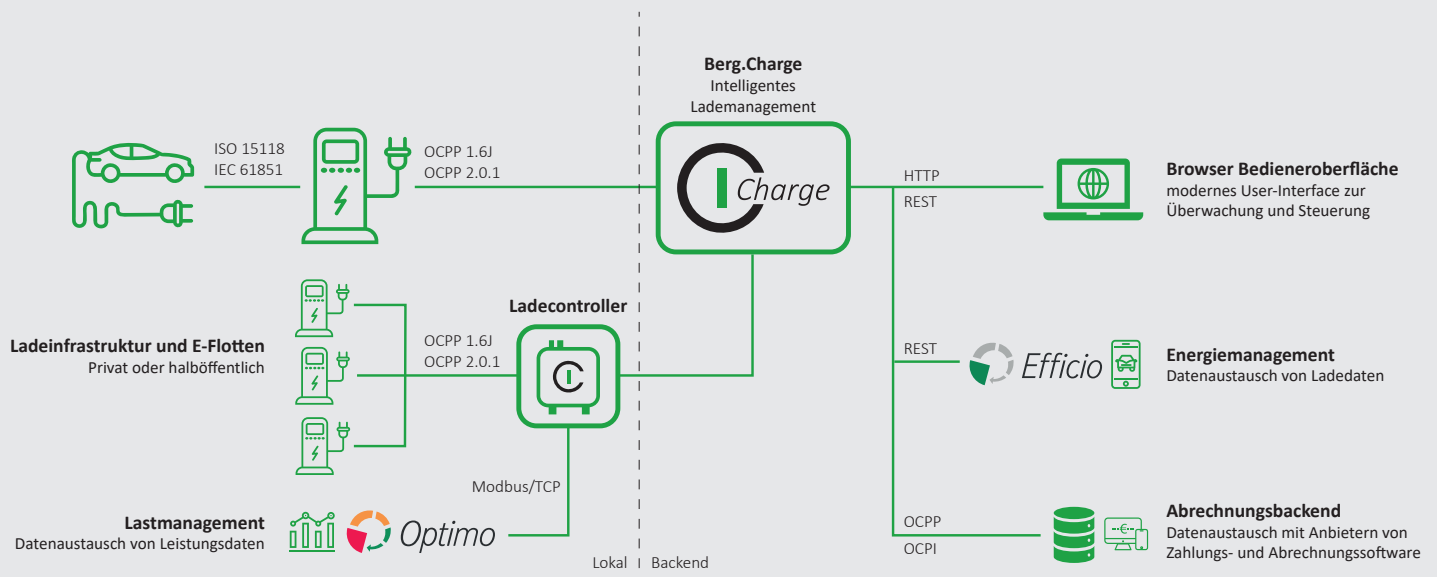 Berg.Charge
Intelligentes
Lademanagement
ISO 15118
IEC 61851
OCPP 1.6J
OCPP 2.0.1
Charge
HTTP
REST
Browser Bedieneroberfläche
modernes User-Interface zur
Überwachung und Steuerung
Ladeinfrastruktur und E-Flotten
Privat oder halböffentlich
OCPP 1.6J
OCPP 2.0.1
Ladecontroller
REST
Efficio
Energiemanagement
Datenaustausch von Ladedaten
Modbus/TCP
Lastmanagement
Datenaustausch von Leistungsdaten
Optimo
OCPP
OCPI
-·€·-
Abrechnungsbackend
Datenaustausch mit Anbietern von
Zahlungs- und Abrechnungssoftware
Lokal
Backend